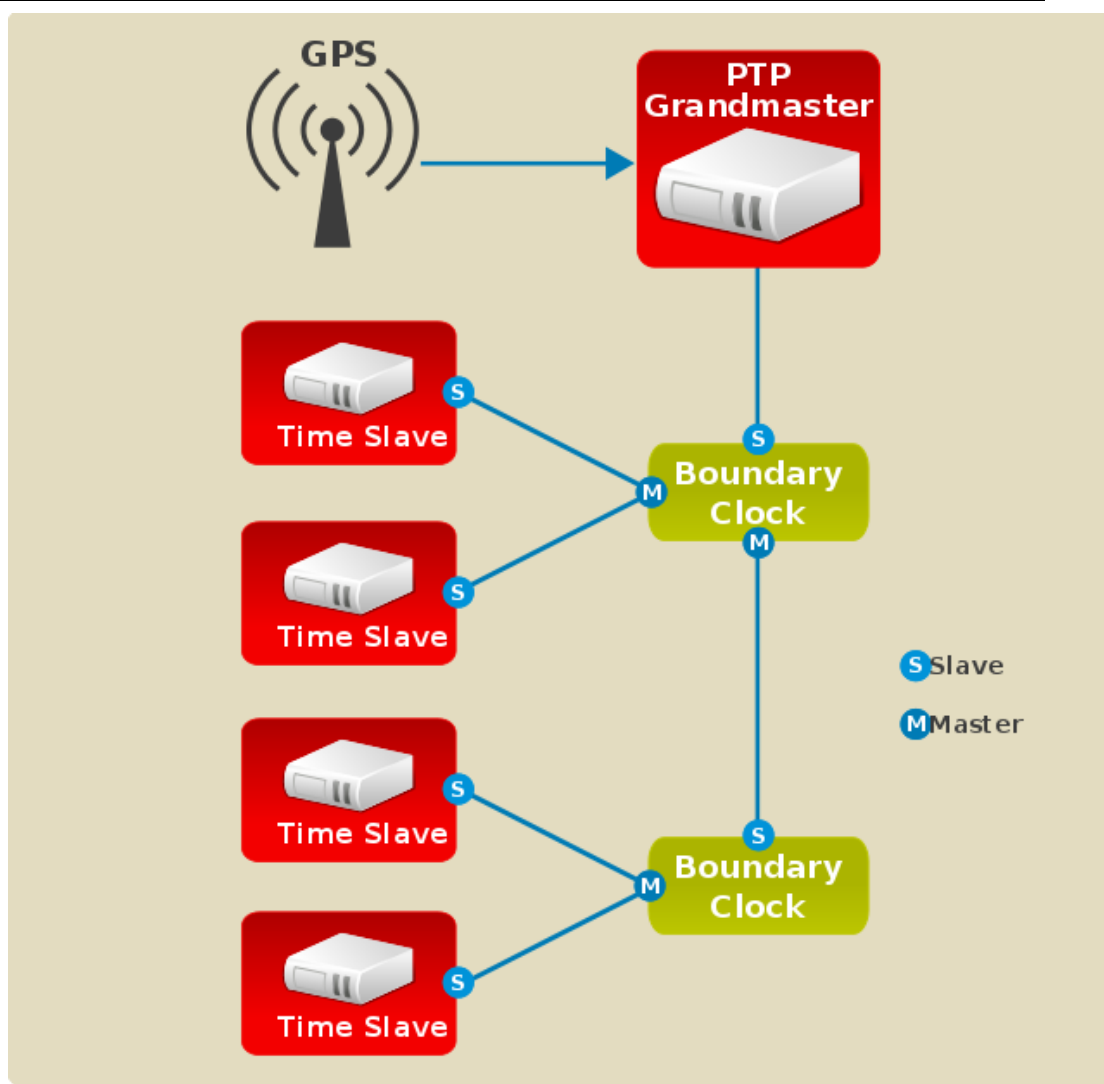 GPS
PTP
Grandmaster
S
Time Slave
S
Boundary
M
Clock
M
S
Time Slave
S Slave
M Master
S
Time Slave
S
Boundary
M
Clock
S
Time Slave